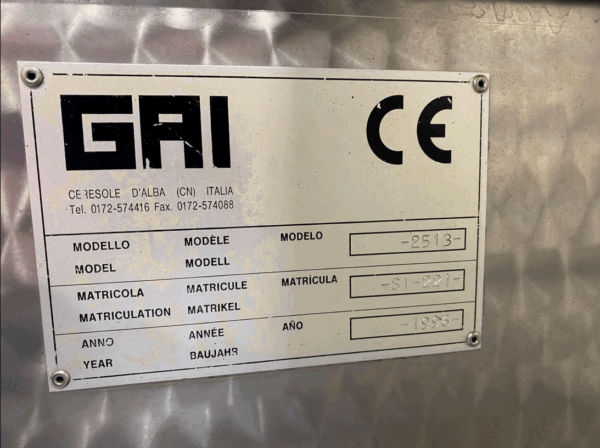 GAI
CE
CERESOLE D'ALBA (CN) ITALIA
Tel. 0172-574416 Fax. 0172-574088
MODELLO MODÈLE MODELO -2513-
MODEL MODELL
MATRICOLA MATRICULE MATRÍCULA -S1-221-
MATRICULATION MATRIKEL
ANNO ANNÉE AÑO
YEAR BAUJAHR